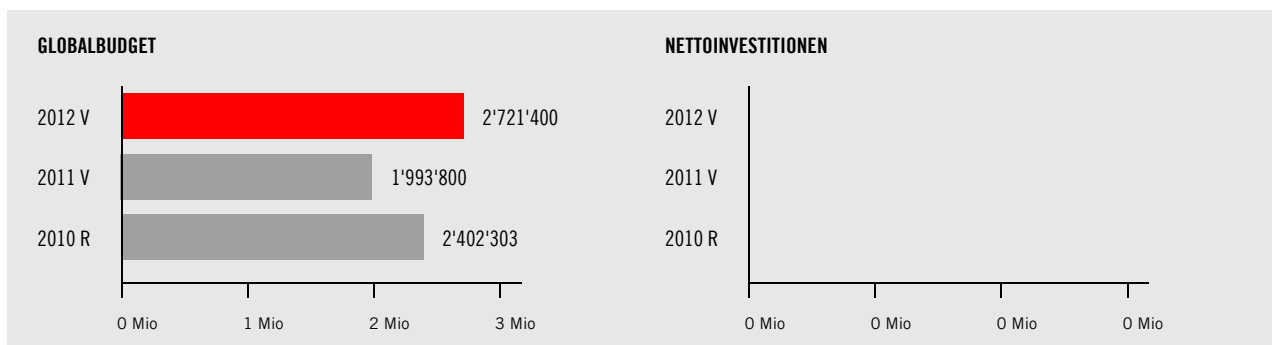 GLOBALBUDGET
2012 V 2'721'400
2011 V 1'993'800
2010 R 2'402'303
0 Mio 1 Mio 2 Mio 3 Mio
NETTOINVESTITIONEN
2012 V
2011 V
2010 R
0 Mio 0 Mio 0 Mio 0 Mio